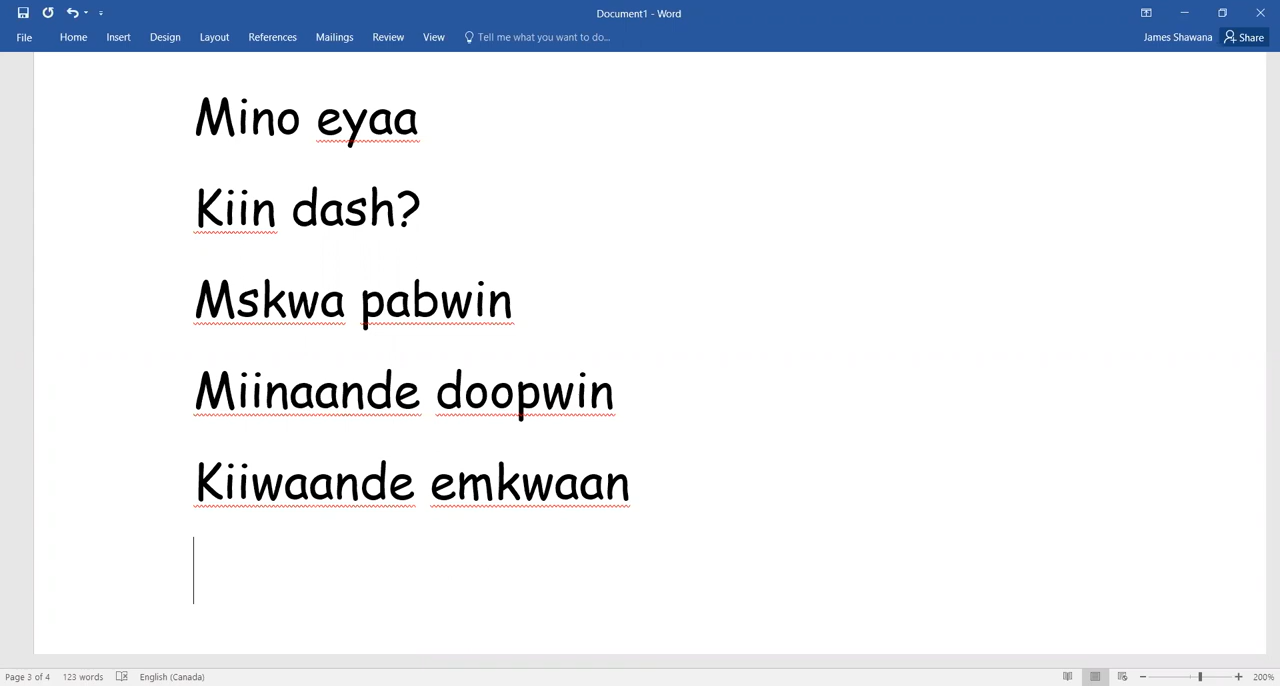 Document1 - Word
File Home Insert Design Layout References Mailings Review View Tell me what you want to do... James Shawana Share
Mino eyaa
Kiin dash?
Mskwa pabwin
Miinaande doopwin
Kiiwaande emkwaan
Page 3 of 4 123 words English (Canada) 200%